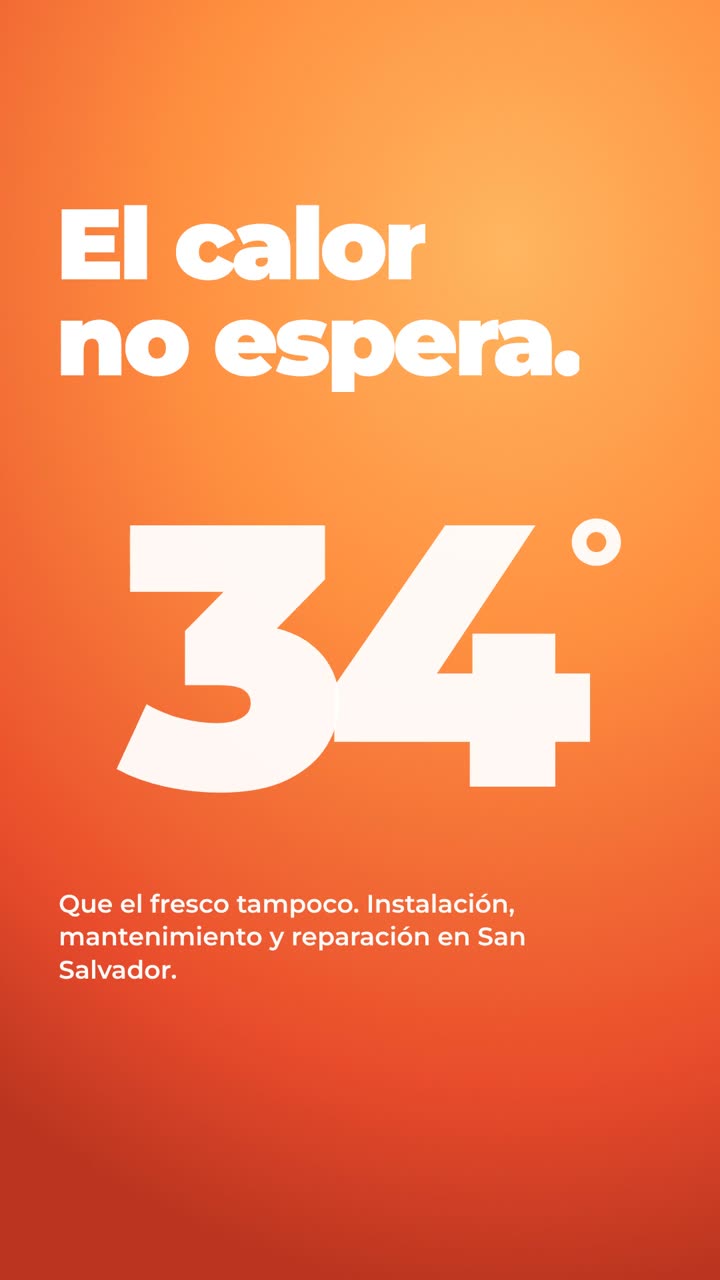 El calor
no espera.
34°
Que el fresco tampoco. Instalación,
mantenimiento y reparación en San
Salvador.